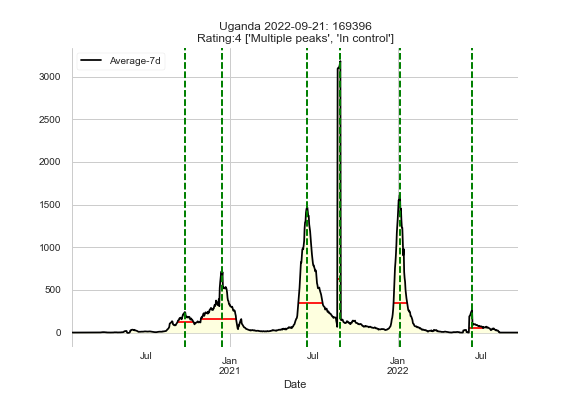 Uganda 2022-09-21: 169396
Rating:4 ['Multiple peaks', 'In control']
Average-7d
3000
2500
2000
1500
1000
500
0
Jul
Jan
2021
Jul
Jan
2022
Jul
Date